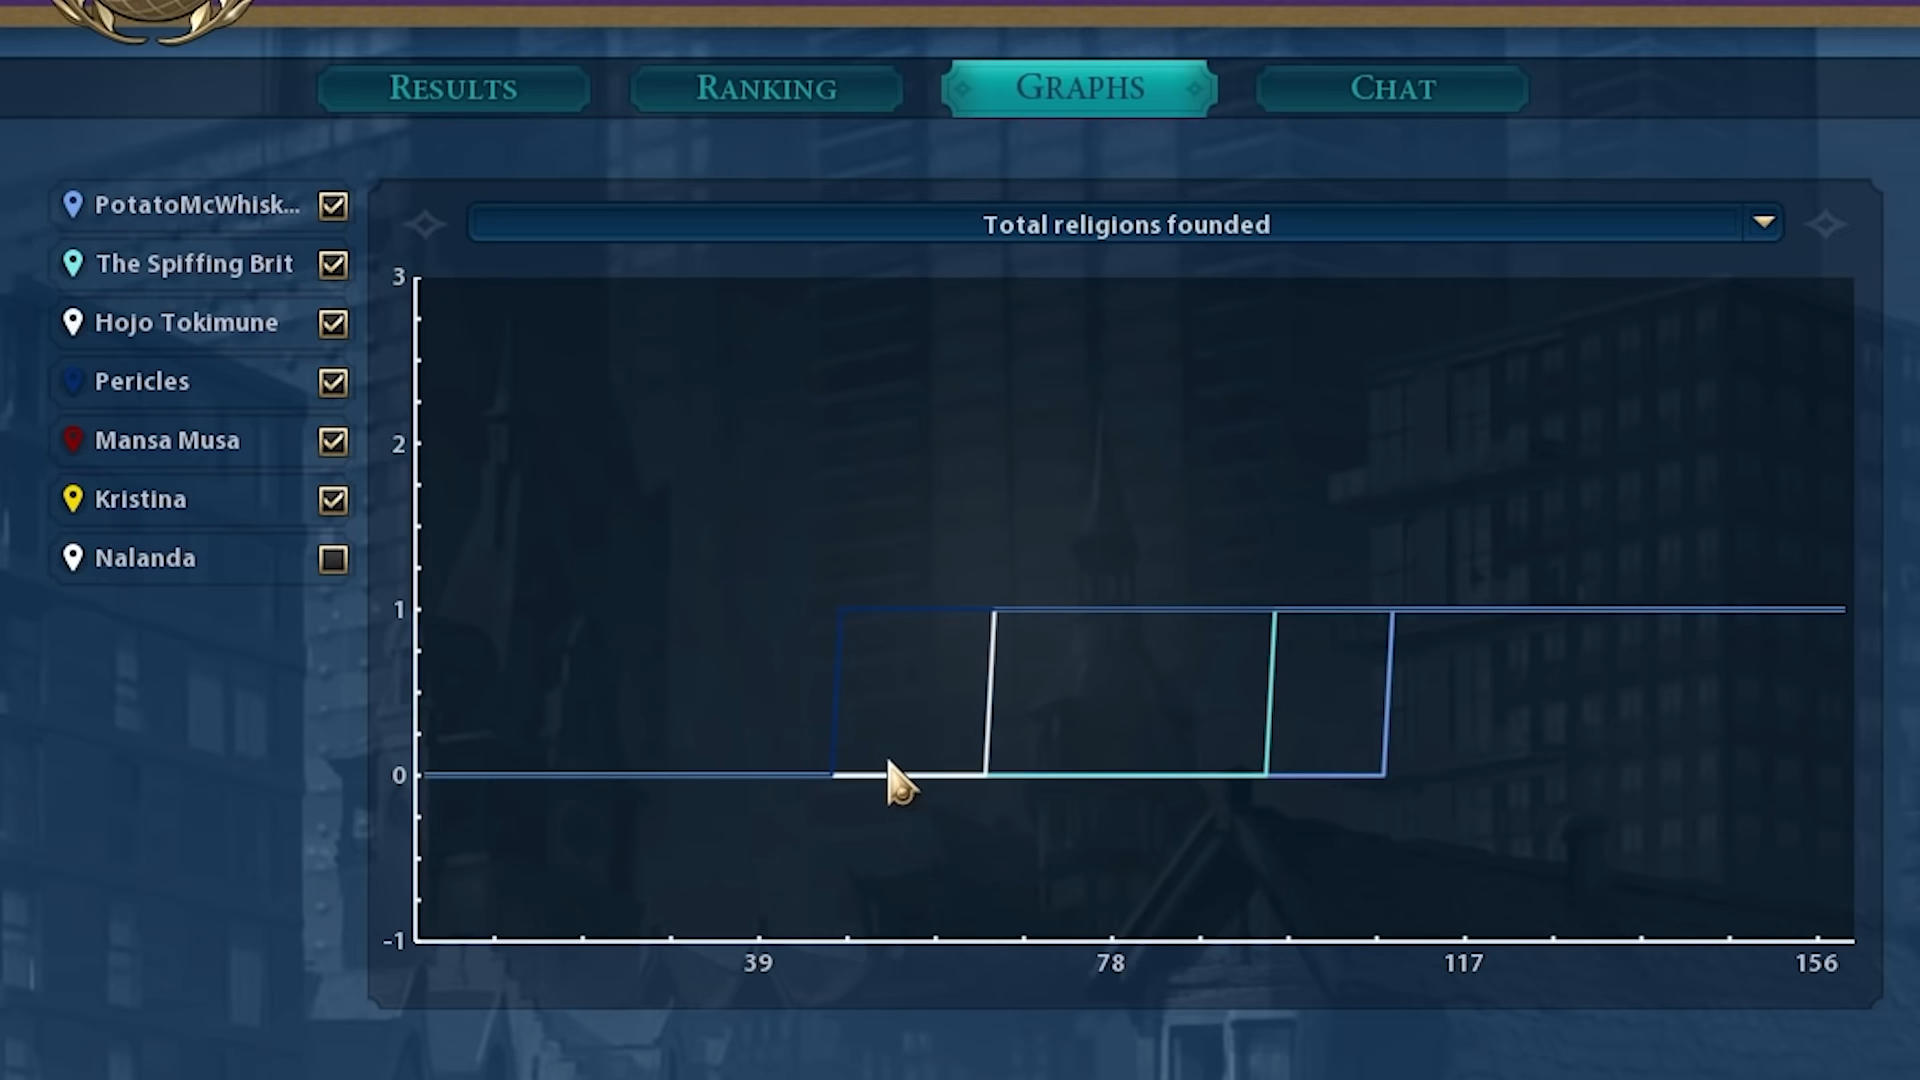 RESULTS
RANKING
GRAPHS
CHAT
PotatoMcWhisk...
The Spiffing Brit
Hojo Tokimune
Pericles
Mansa Musa
Kristina
Nalanda
Total religions founded
3
2
1
0
-1
39
78
117
156